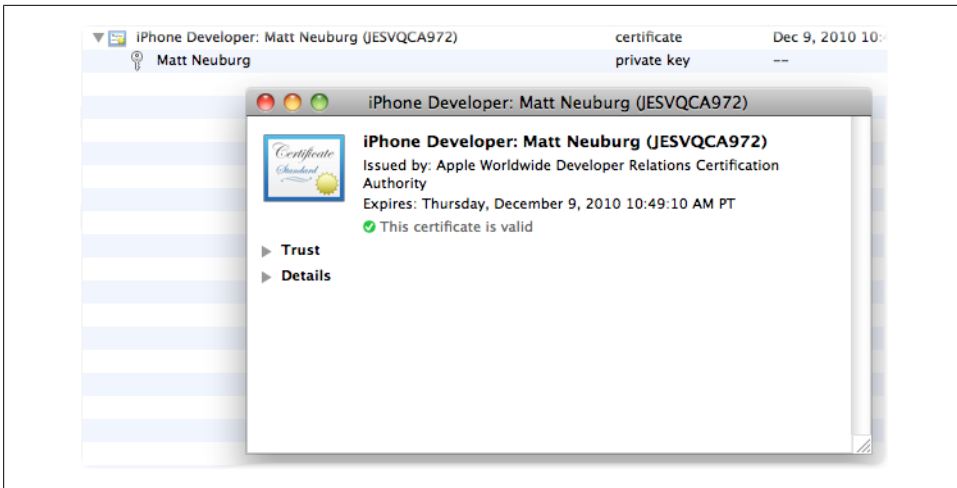 iPhone Developer: Matt Neuburg (JESVQCA972) certificate Dec 9, 2010 10:
Matt Neuburg private key --
iPhone Developer: Matt Neuburg (JESVQCA972)
Certificate
Standard
iPhone Developer: Matt Neuburg (JESVQCA972)
Issued by: Apple Worldwide Developer Relations Certification
Authority
Expires: Thursday, December 9, 2010 10:49:10 AM PT
This certificate is valid
Trust
Details